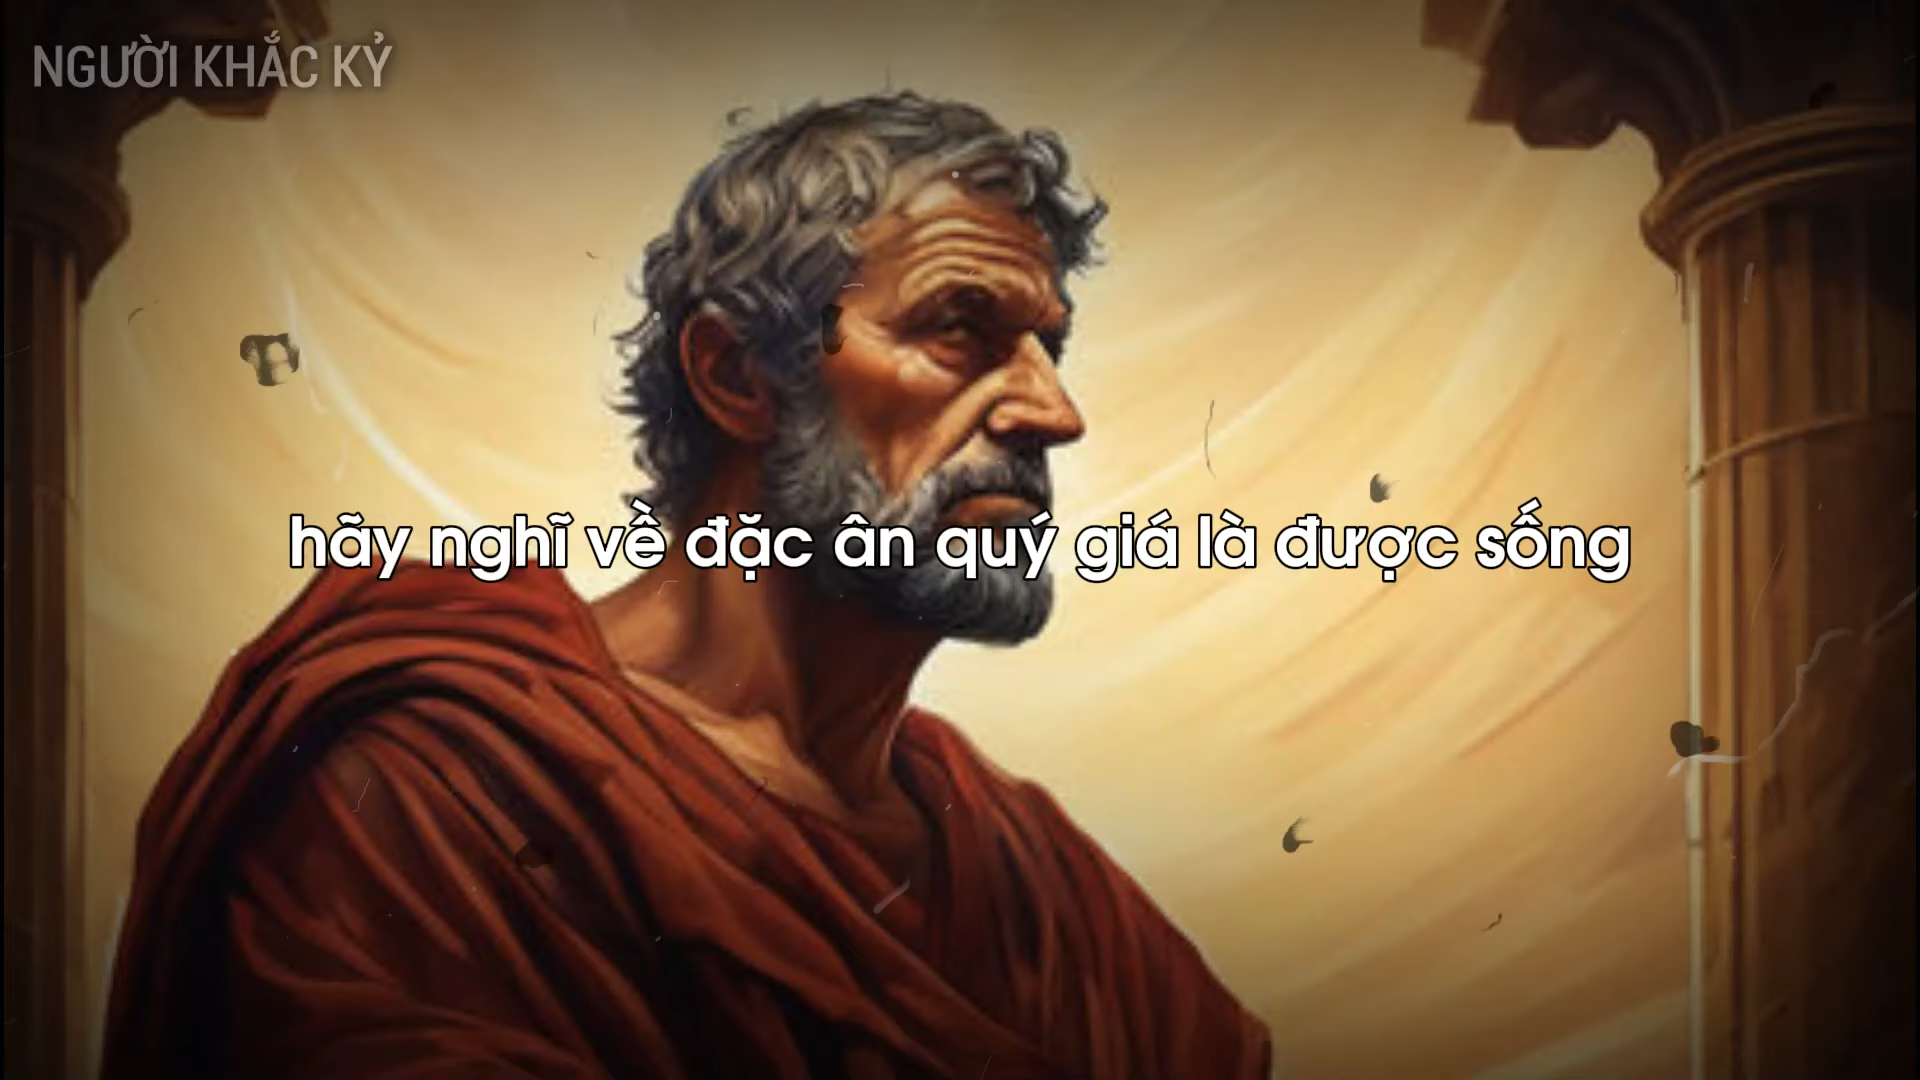 NGƯỜI KHẮC KỶ
hãy nghĩ về đặc ân quý giá là được sống